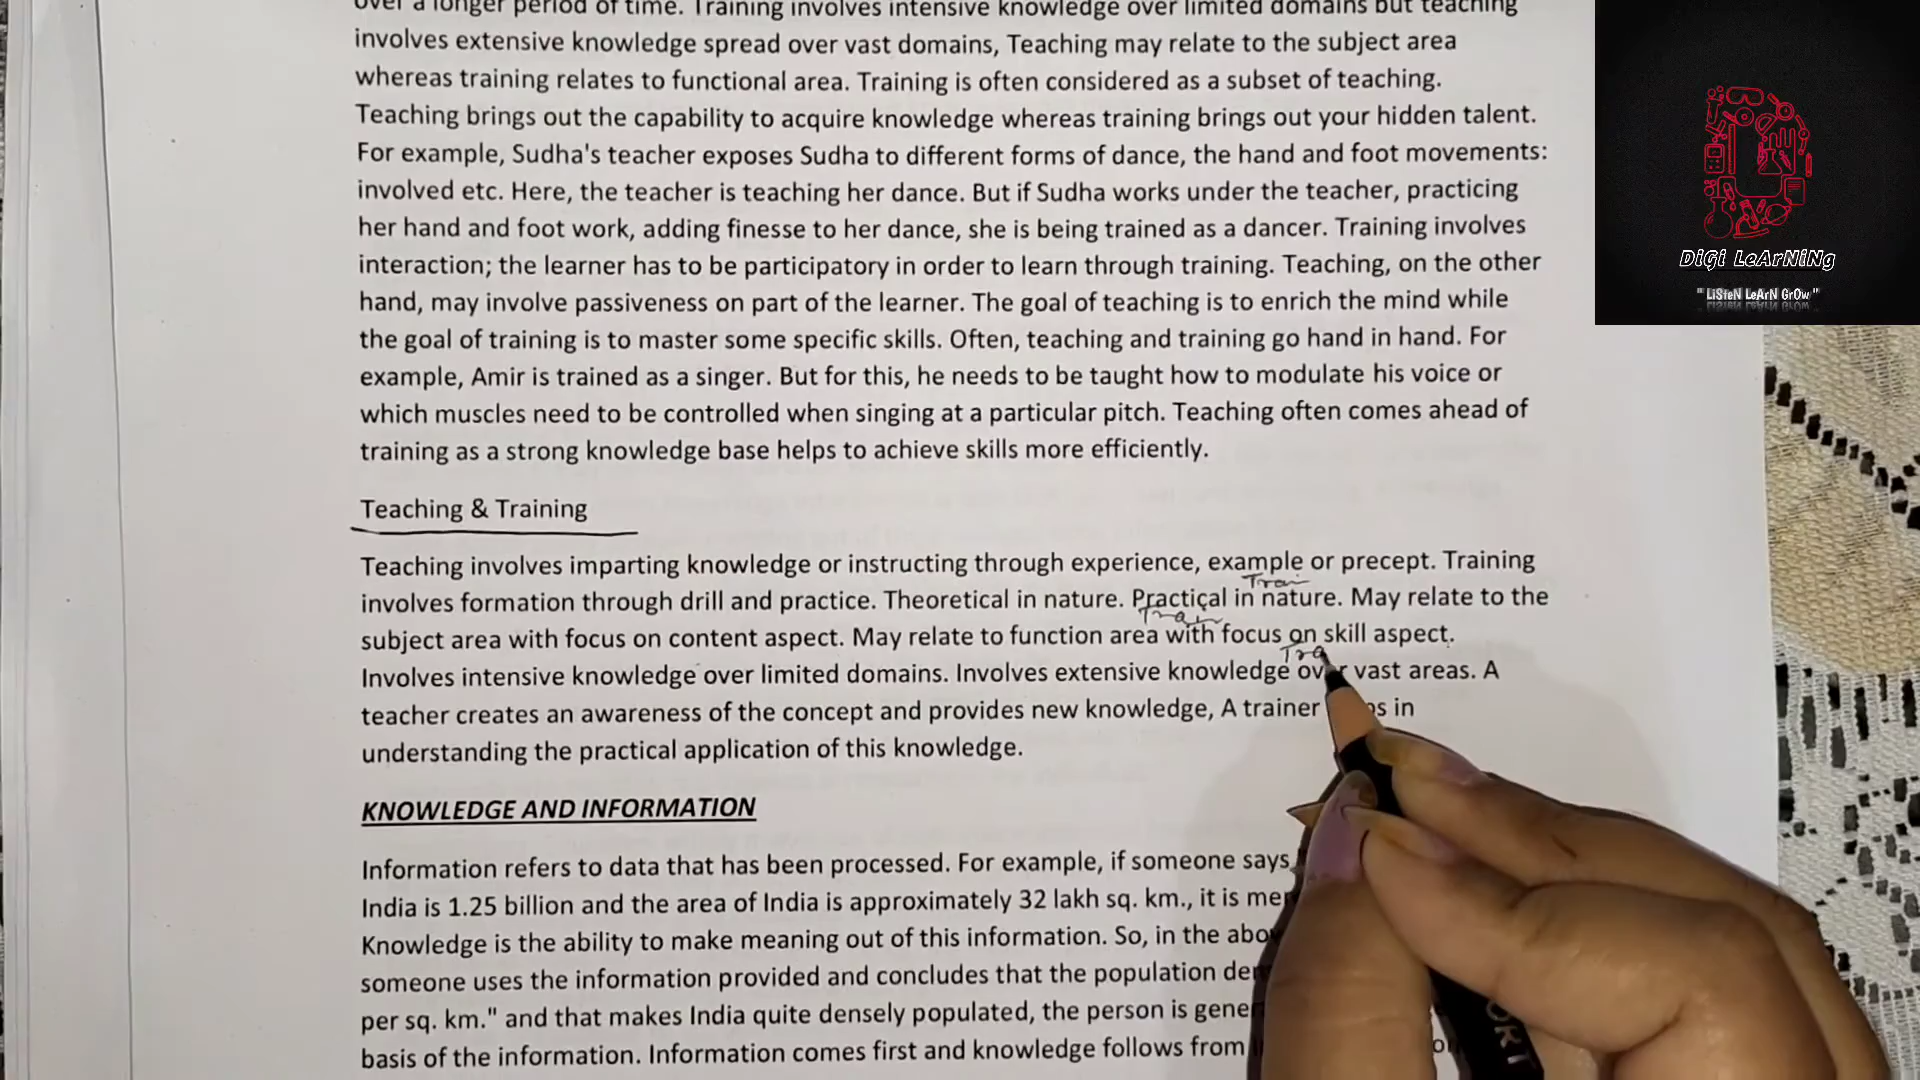 over a longer period of time. Training involves intensive knowledge over limited domains but teaching
involves extensive knowledge spread over vast domains, Teaching may relate to the subject area
whereas training relates to functional area. Training is often considered as a subset of teaching.
Teaching brings out the capability to acquire knowledge whereas training brings out your hidden talent.
For example, Sudha's teacher exposes Sudha to different forms of dance, the hand and foot movements:
involved etc. Here, the teacher is teaching her dance. But if Sudha works under the teacher, practicing
her hand and foot work, adding finesse to her dance, she is being trained as a dancer. Training involves
interaction; the learner has to be participatory in order to learn through training. Teaching, on the other
hand, may involve passiveness on part of the learner. The goal of teaching is to enrich the mind while
the goal of training is to master some specific skills. Often, teaching and training go hand in hand. For
example, Amir is trained as a singer. But for this, he needs to be taught how to modulate his voice or
which muscles need to be controlled when singing at a particular pitch. Teaching often comes ahead of
training as a strong knowledge base helps to achieve skills more efficiently.
Teaching & Training
Teaching involves imparting knowledge or instructing through experience, example or precept. Training
Trai
involves formation through drill and practice. Theoretical in nature. Practical in nature. May relate to the
Train
subject area with focus on content aspect. May relate to function area with focus on skill aspect.
Tra
Involves intensive knowledge over limited domains. Involves extensive knowledge over vast areas. A
teacher creates an awareness of the concept and provides new knowledge, A trainer in
understanding the practical application of this knowledge.
KNOWLEDGE AND INFORMATION
Information refers to data that has been processed. For example, if someone says,
India is 1.25 billion and the area of India is approximately 32 lakh sq. km., it is
Knowledge is the ability to make meaning out of this information. So, in the
someone uses the information provided and concludes that the population
per sq. km." and that makes India quite densely populated, the person is
basis of the information. Information comes first and knowledge follows from
DiGi LeArNiNg
"LiSteN LeArN GrOw"
ORT